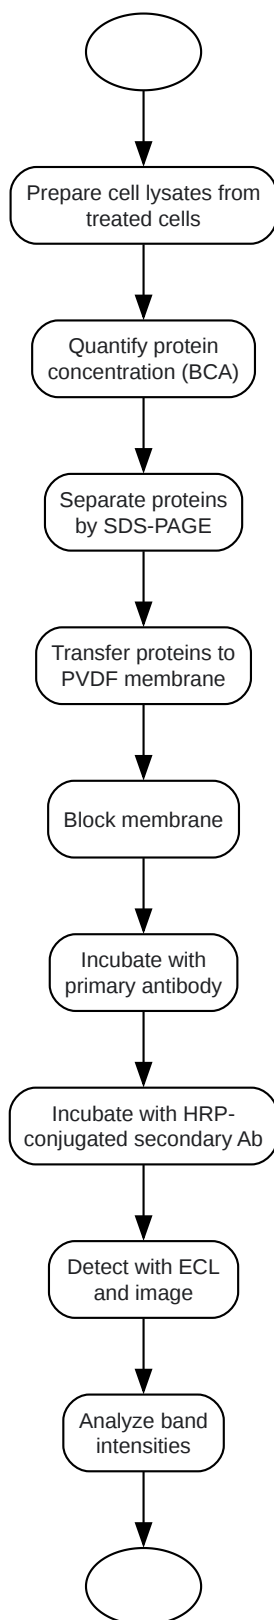 Prepare cell lysates from
treated cells
Quantify protein
concentration (BCA)
Separate proteins
by SDS-PAGE
Transfer proteins to
PVDF membrane
Block membrane
Incubate with
primary antibody
Incubate with HRP-
conjugated secondary Ab
Detect with ECL
and image
Analyze band
intensities